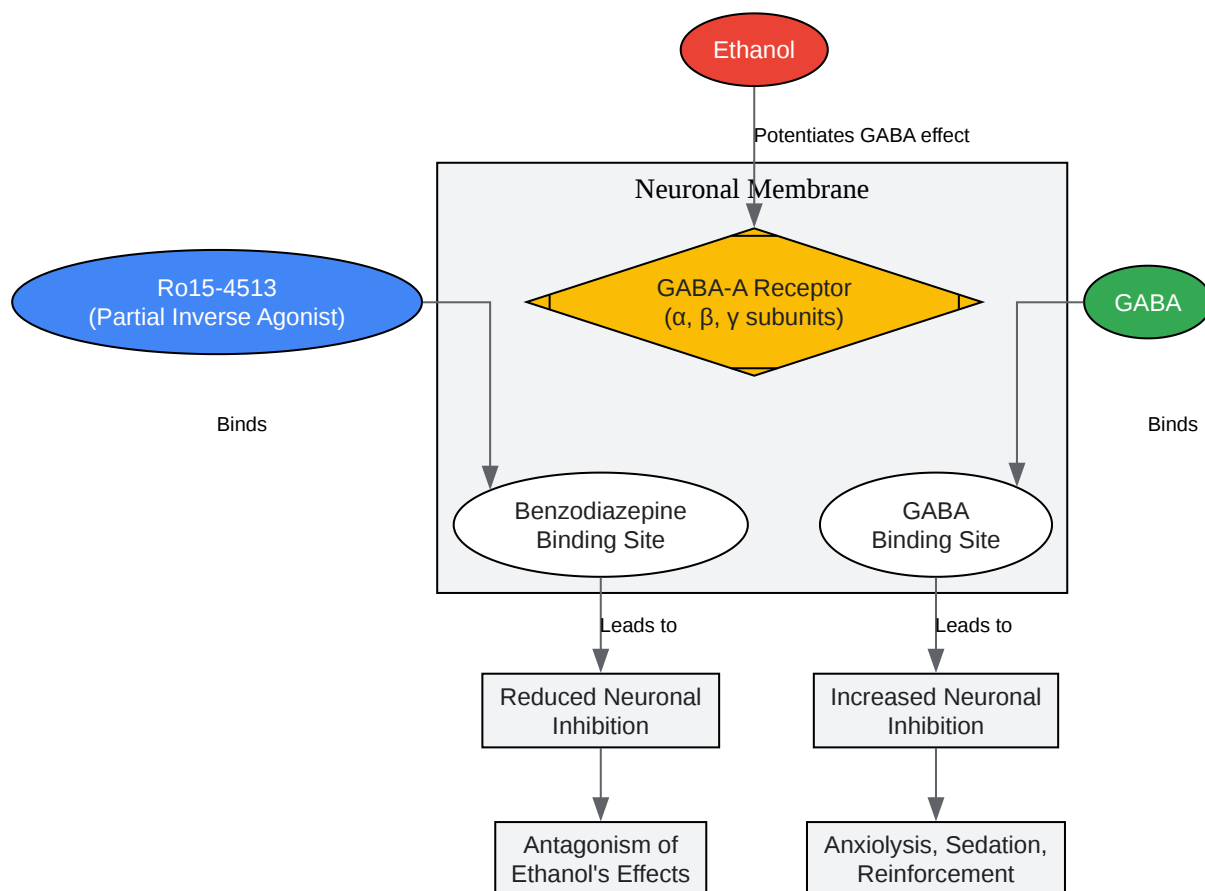 Ethanol
Potentiates GABA effect
Neuronal Membrane
Ro15-4513
(Partial Inverse Agonist)
GABA-A Receptor
(α, β, γ subunits)
GABA
Binds
Binds
Benzodiazepine
Binding Site
GABA
Binding Site
Leads to
Leads to
Reduced Neuronal
Inhibition
Increased Neuronal
Inhibition
Antagonism of
Ethanol's Effects
Anxiolysis, Sedation,
Reinforcement